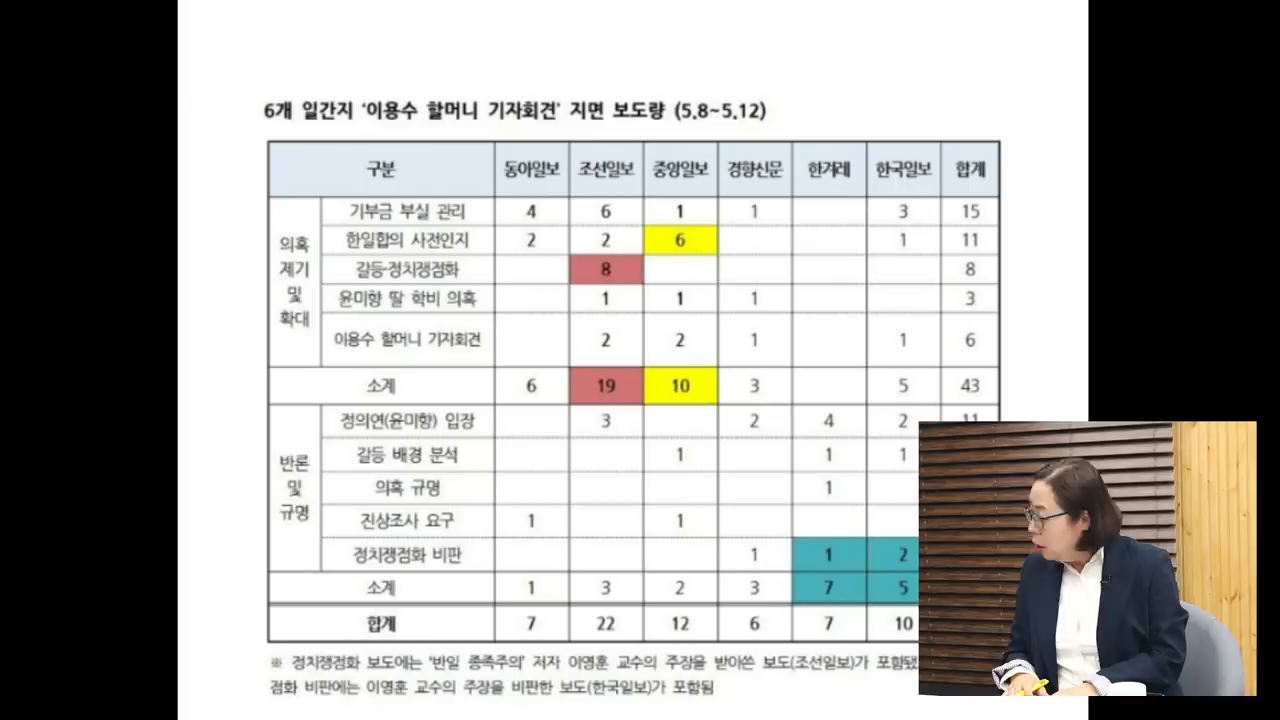 6개 일간지 '이용수 할머니 기자회견' 지면 보도량 (5.8~5.12)
구분 동아일보 조선일보 중앙일보 경향신문 한겨레 한국일보 합계
의혹 제기 및 확대
기부금 부실 관리 4 6 1 1 3 15
한일합의 사전인지 2 2 6 1 11
갈등·정치쟁점화 8 8
윤미향 딸 학비 의혹 1 1 1 3
이용수 할머니 기자회견 2 2 1 1 6
소계 6 19 10 3 5 43
반론 및 규명
정의연(윤미향) 입장 3 2 4 2 11
갈등 배경 분석 1 1 1
의혹 규명 1
진상조사 요구 1 1
정치쟁점화 비판 1 1 2
소계 1 3 2 3 7 5
합계 7 22 12 6 7 10
※ 정치쟁점화 보도에는 '반일 종족주의' 저자 이영훈 교수의 주장을 받아쓴 보도(조선일보)가 포함됐
점화 비판에는 이영훈 교수의 주장을 비판한 보도(한국일보)가 포함됨